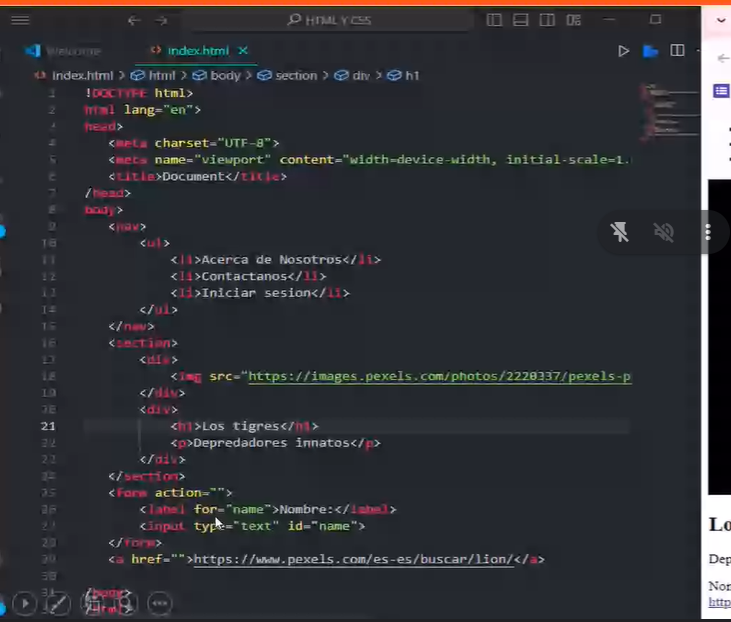 HTML Y CSS
Welcome
index.html
index.html > html > body > section > div > h1
1 !DOCTYPE html>
2 html lang="en">
3 head>
4 <meta charset="UTF-8">
5 <meta name="viewport" content="width=device-width, initial-scale=1.
6 <title>Document</title>
7 /head>
8 body>
9 <nav>
10 <ul>
11 <li>Acerca de Nosotros</li>
12 <li>Contactanos</li>
13 <li>Iniciar sesion</li>
14 </ul>
15 </nav>
16 <section>
17 <div>
18 <img src="https://images.pexels.com/photos/2220337/pexels-p
19 </div>
20 <div>
21 <h1>Los tigres</h1>
22 <p>Depredadores innatos</p>
23 </div>
24 </section>
25 <form action="">
26 <label for="name">Nombre:</label>
27 <input type="text" id="name">
28 </form>
29 <a href="">https://www.pexels.com/es-es/buscar/lion/</a>
30
31 /body>
Lo
Dep
Nor
http